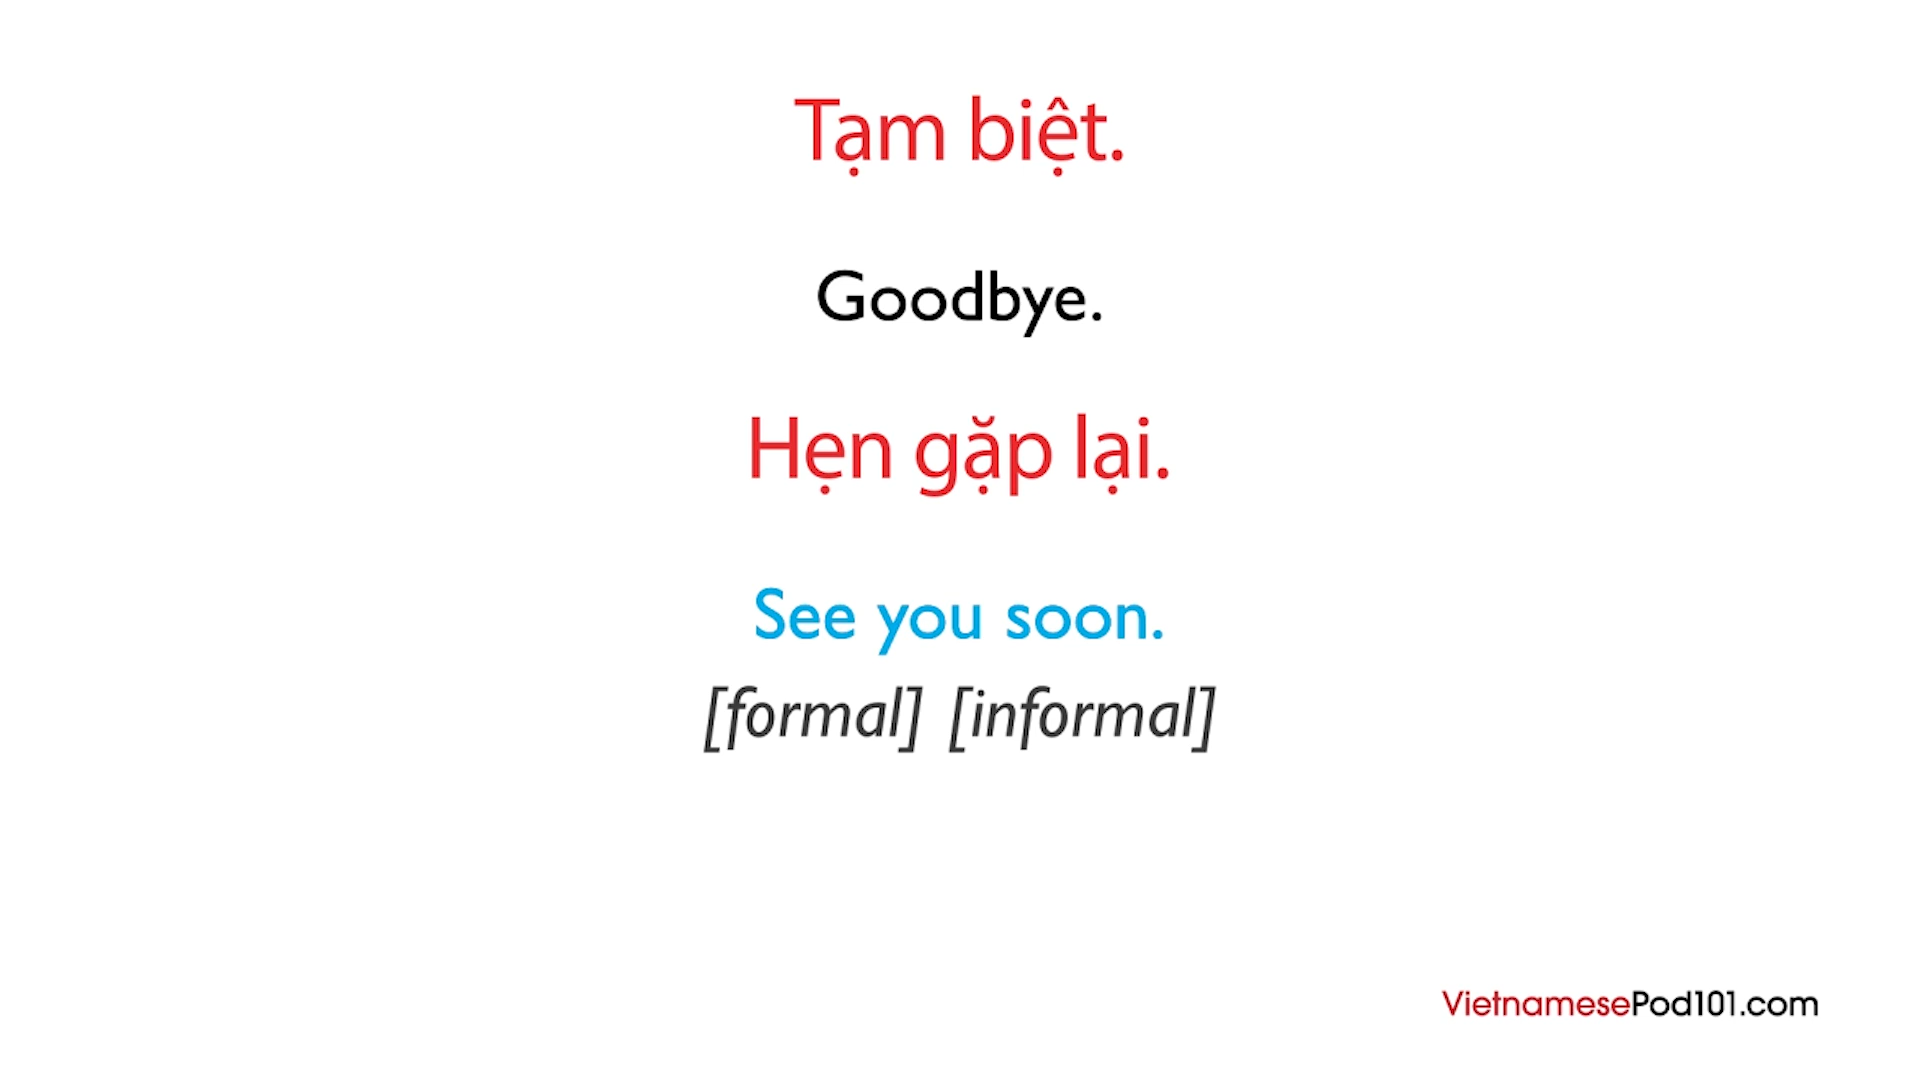 Tạm biệt.
Goodbye.
Hẹn gặp lại.
See you soon.
[formal] [informal]
VietnamesePod101.com